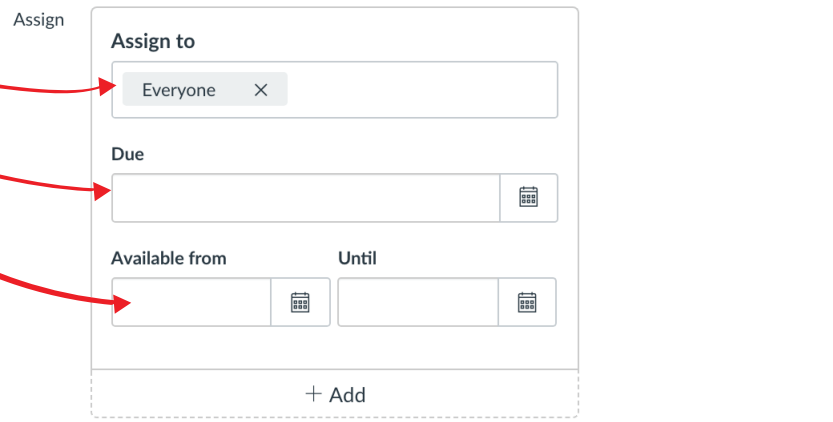 Assign
Assign to
Everyone
Due
Available from Until
+ Add